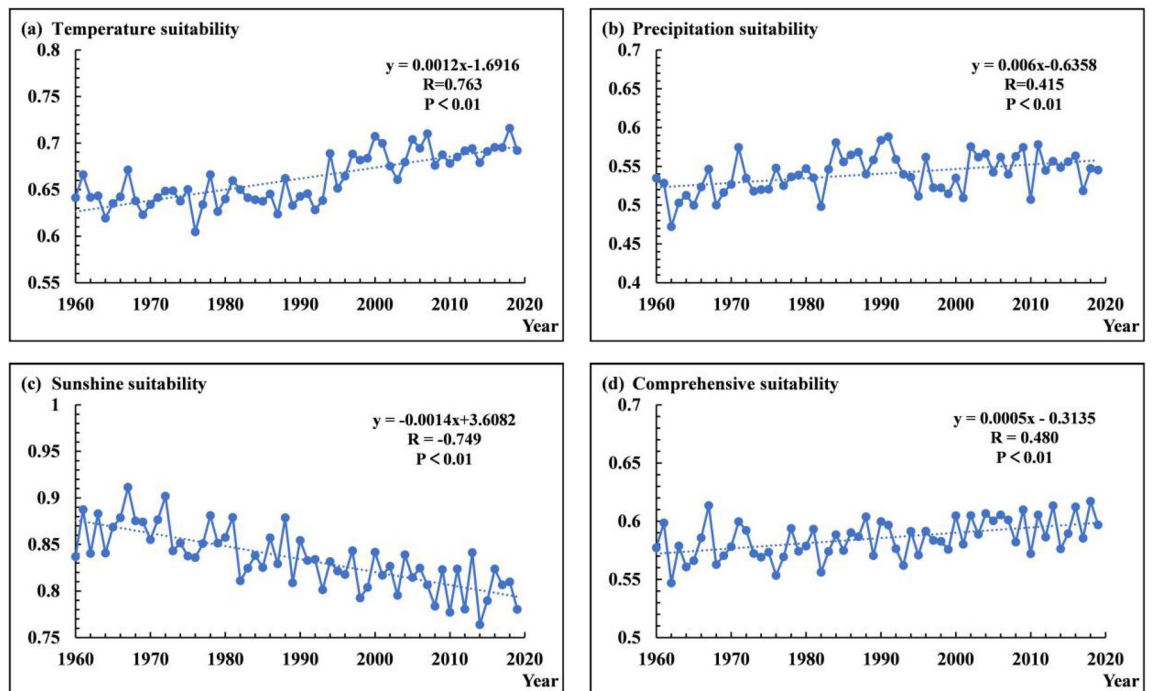 (a) Temperature suitability
0.8
0.75
0.7
0.65
0.6
0.55
y = 0.0012x-1.6916
R=0.763
P < 0.01
1960 1970 1980 1990 2000 2010 2020
Year
(b) Precipitation suitability
0.7
0.65
0.6
0.55
0.5
0.45
0.4
y = 0.006x-0.6358
R=0.415
P < 0.01
1960 1970 1980 1990 2000 2010 2020
Year
(c) Sunshine suitability
1
0.95
0.9
0.85
0.8
0.75
y = -0.0014x+3.6082
R = -0.749
P < 0.01
1960 1970 1980 1990 2000 2010 2020
Year
(d) Comprehensive suitability
0.7
0.65
0.6
0.55
0.5
y = 0.0005x - 0.3135
R = 0.480
P < 0.01
1960 1970 1980 1990 2000 2010 2020
Year